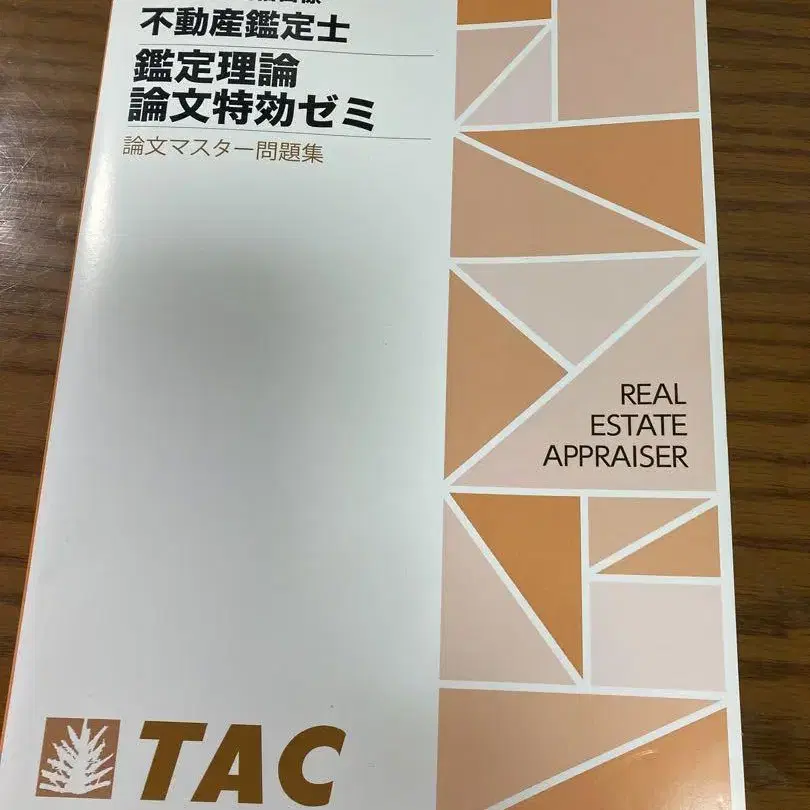 不動産鑑定士
鑑定理論
論文特効ゼミ
論文マスター問題集
REAL
ESTATE
APPRAISER
TAC